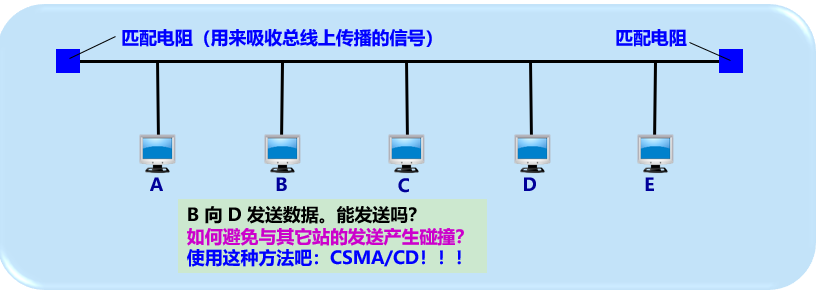 匹配电阻（用来吸收总线上传播的信号）
匹配电阻
A
B
C
D
E
B 向 D 发送数据。能发送吗？
如何避免与其它站的发送产生碰撞？
使用这种方法吧：CSMA/CD！！！